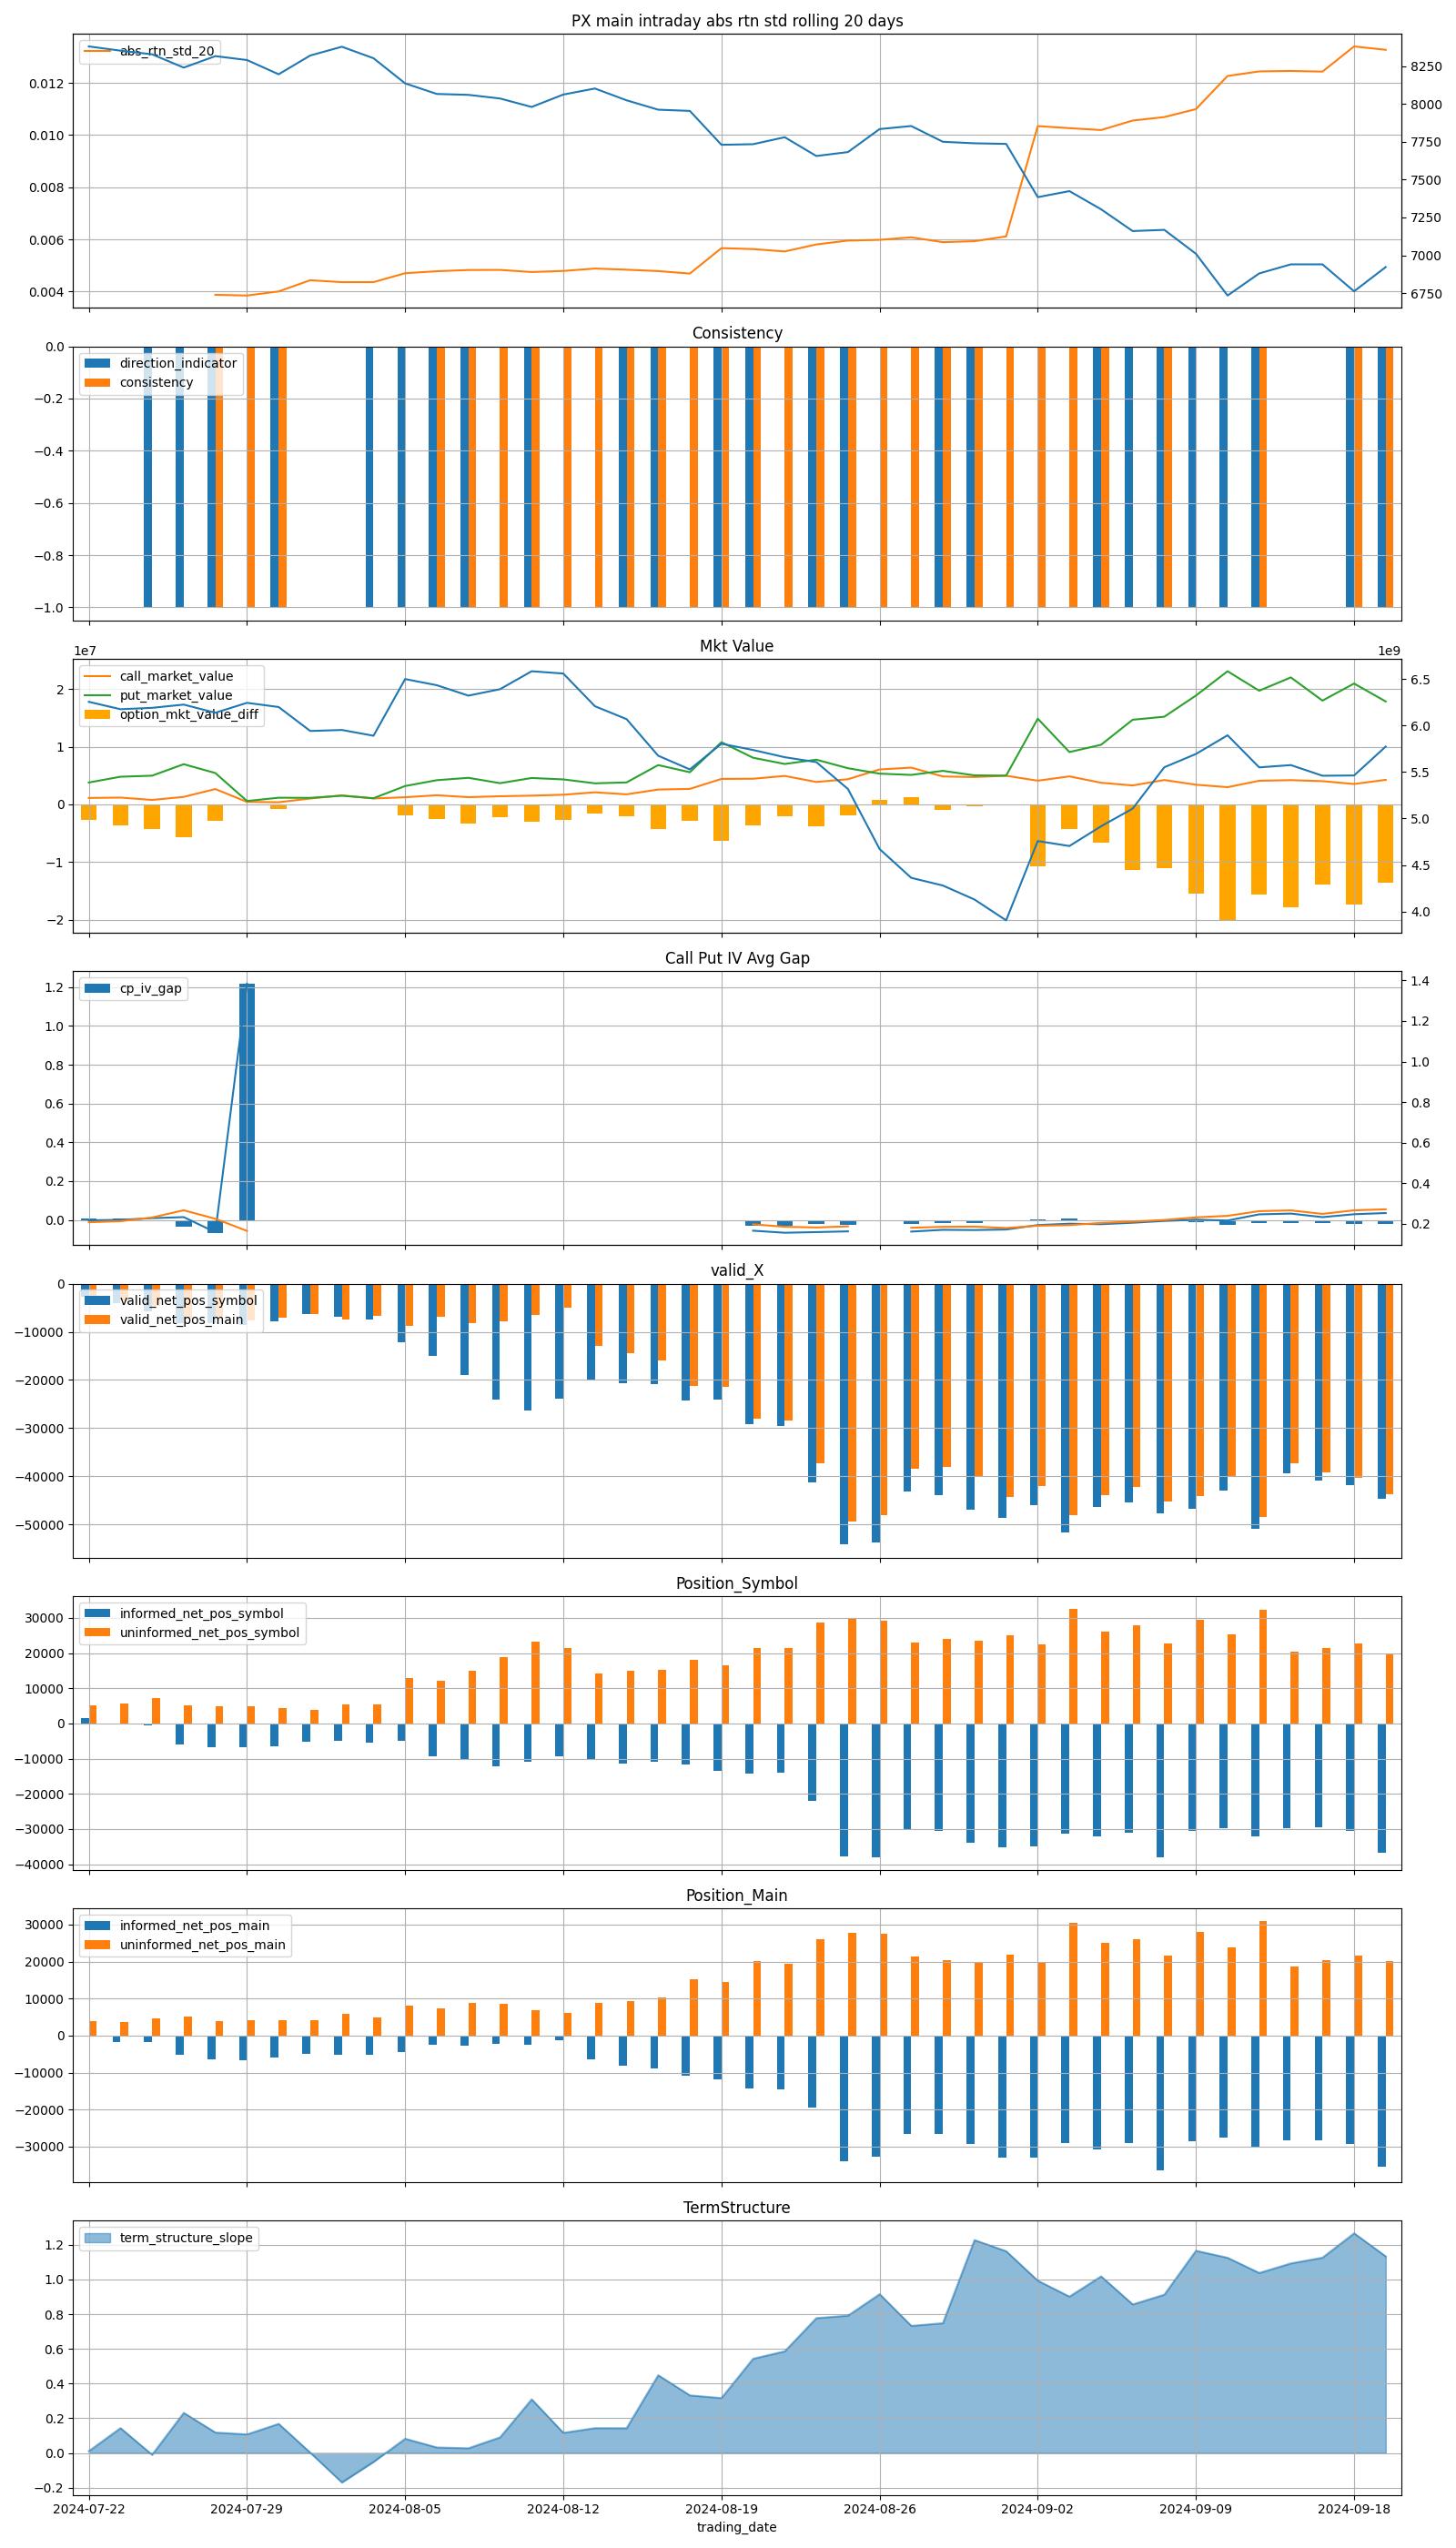 PX main intraday abs rtn std rolling 20 days
abs_rtn_std_20
0.012
0.010
0.008
0.006
0.004
8250
8000
7750
7500
7250
7000
6750
Consistency
direction_indicator
consistency
0.0
−0.2
−0.4
−0.6
−0.8
−1.0
Mkt Value
1e7
1e9
call_market_value
put_market_value
option_mkt_value_diff
2
1
0
−1
−2
6.5
6.0
5.5
5.0
4.5
4.0
Call Put IV Avg Gap
cp_iv_gap
1.2
1.0
0.8
0.6
0.4
0.2
0.0
1.4
1.2
1.0
0.8
0.6
0.4
0.2
valid_X
valid_net_pos_symbol
valid_net_pos_main
0
−10000
−20000
−30000
−40000
−50000
Position_Symbol
informed_net_pos_symbol
uninformed_net_pos_symbol
30000
20000
10000
0
−10000
−20000
−30000
−40000
Position_Main
informed_net_pos_main
uninformed_net_pos_main
30000
20000
10000
0
−10000
−20000
−30000
TermStructure
term_structure_slope
1.2
1.0
0.8
0.6
0.4
0.2
0.0
−0.2
2024-07-22 2024-07-29 2024-08-05 2024-08-12 2024-08-19 2024-08-26 2024-09-02 2024-09-09 2024-09-18
trading_date